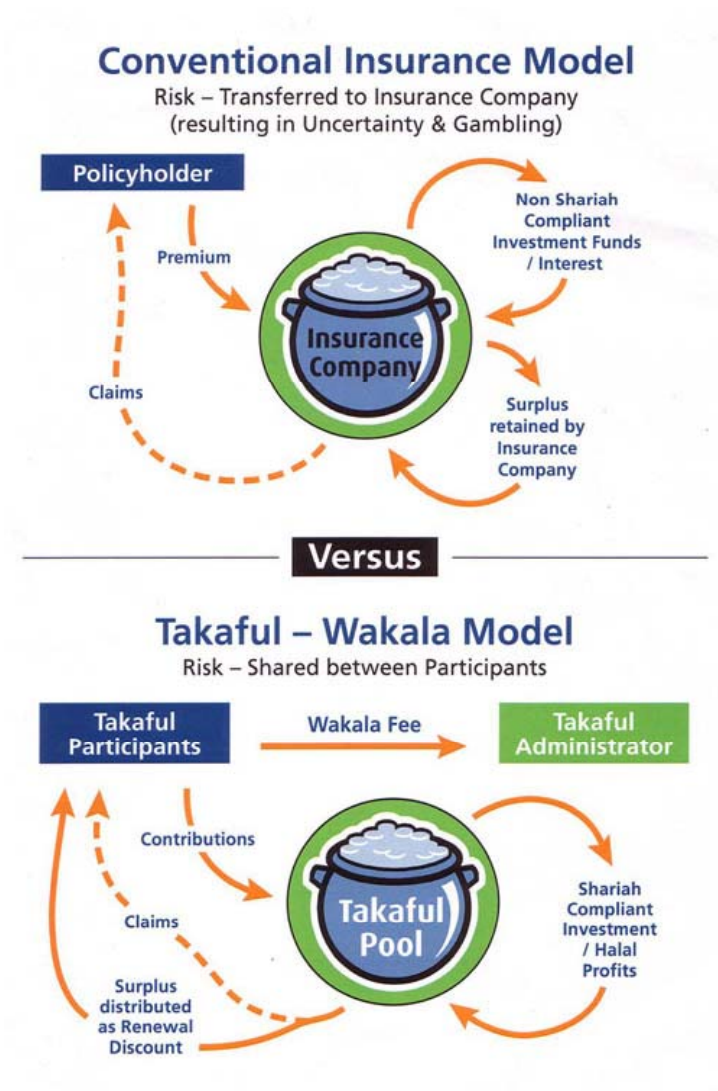 Conventional Insurance Model
Risk – Transferred to Insurance Company
(resulting in Uncertainty & Gambling)
Policyholder
Premium
Claims
Insurance
Company
Non Shariah
Compliant
Investment Funds
/ Interest
Surplus
retained by
Insurance
Company
Versus
Takaful – Wakala Model
Risk – Shared between Participants
Takaful
Participants
Wakala Fee
Takaful
Administrator
Contributions
Claims
Surplus
distributed
as Renewal
Discount
Takaful
Pool
Shariah
Compliant
Investment
/ Halal
Profits